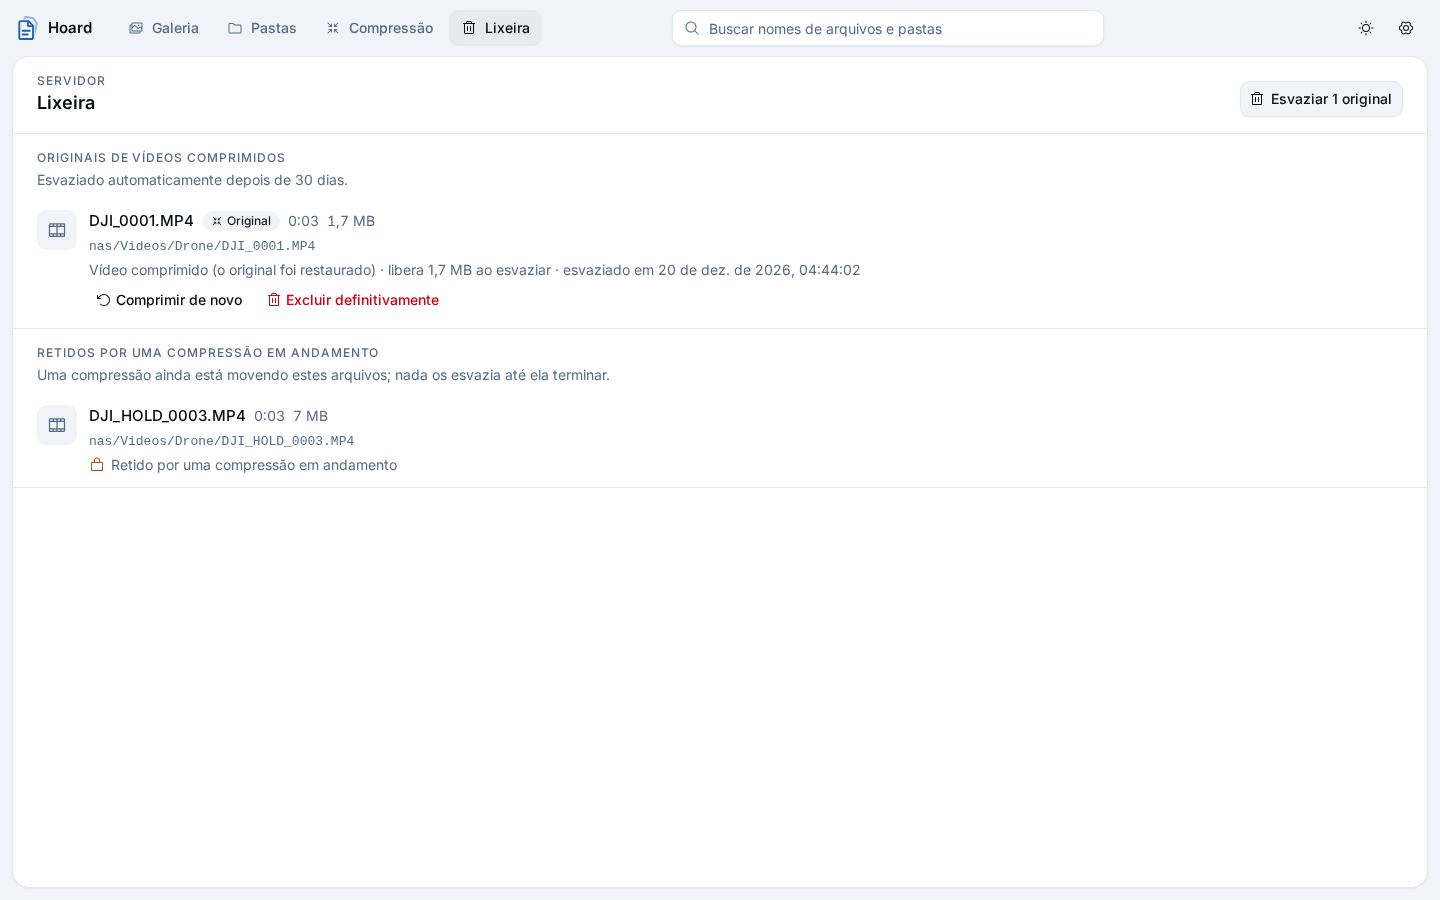 Hoard
Galeria
Pastas
Compressão
Lixeira
Buscar nomes de arquivos e pastas
SERVIDOR
Lixeira
Esvaziar 1 original
ORIGINAIS DE VÍDEOS COMPRIMIDOS
Esvaziado automaticamente depois de 30 dias.
DJI_0001.MP4 Original 0:03 1,7 MB
nas/Videos/Drone/DJI_0001.MP4
Vídeo comprimido (o original foi restaurado) · libera 1,7 MB ao esvaziar · esvaziado em 20 de dez. de 2026, 04:44:02
Comprimir de novo
Excluir definitivamente
RETIDOS POR UMA COMPRESSÃO EM ANDAMENTO
Uma compressão ainda está movendo estes arquivos; nada os esvazia até ela terminar.
DJI_HOLD_0003.MP4 0:03 7 MB
nas/Videos/Drone/DJI_HOLD_0003.MP4
Retido por uma compressão em andamento